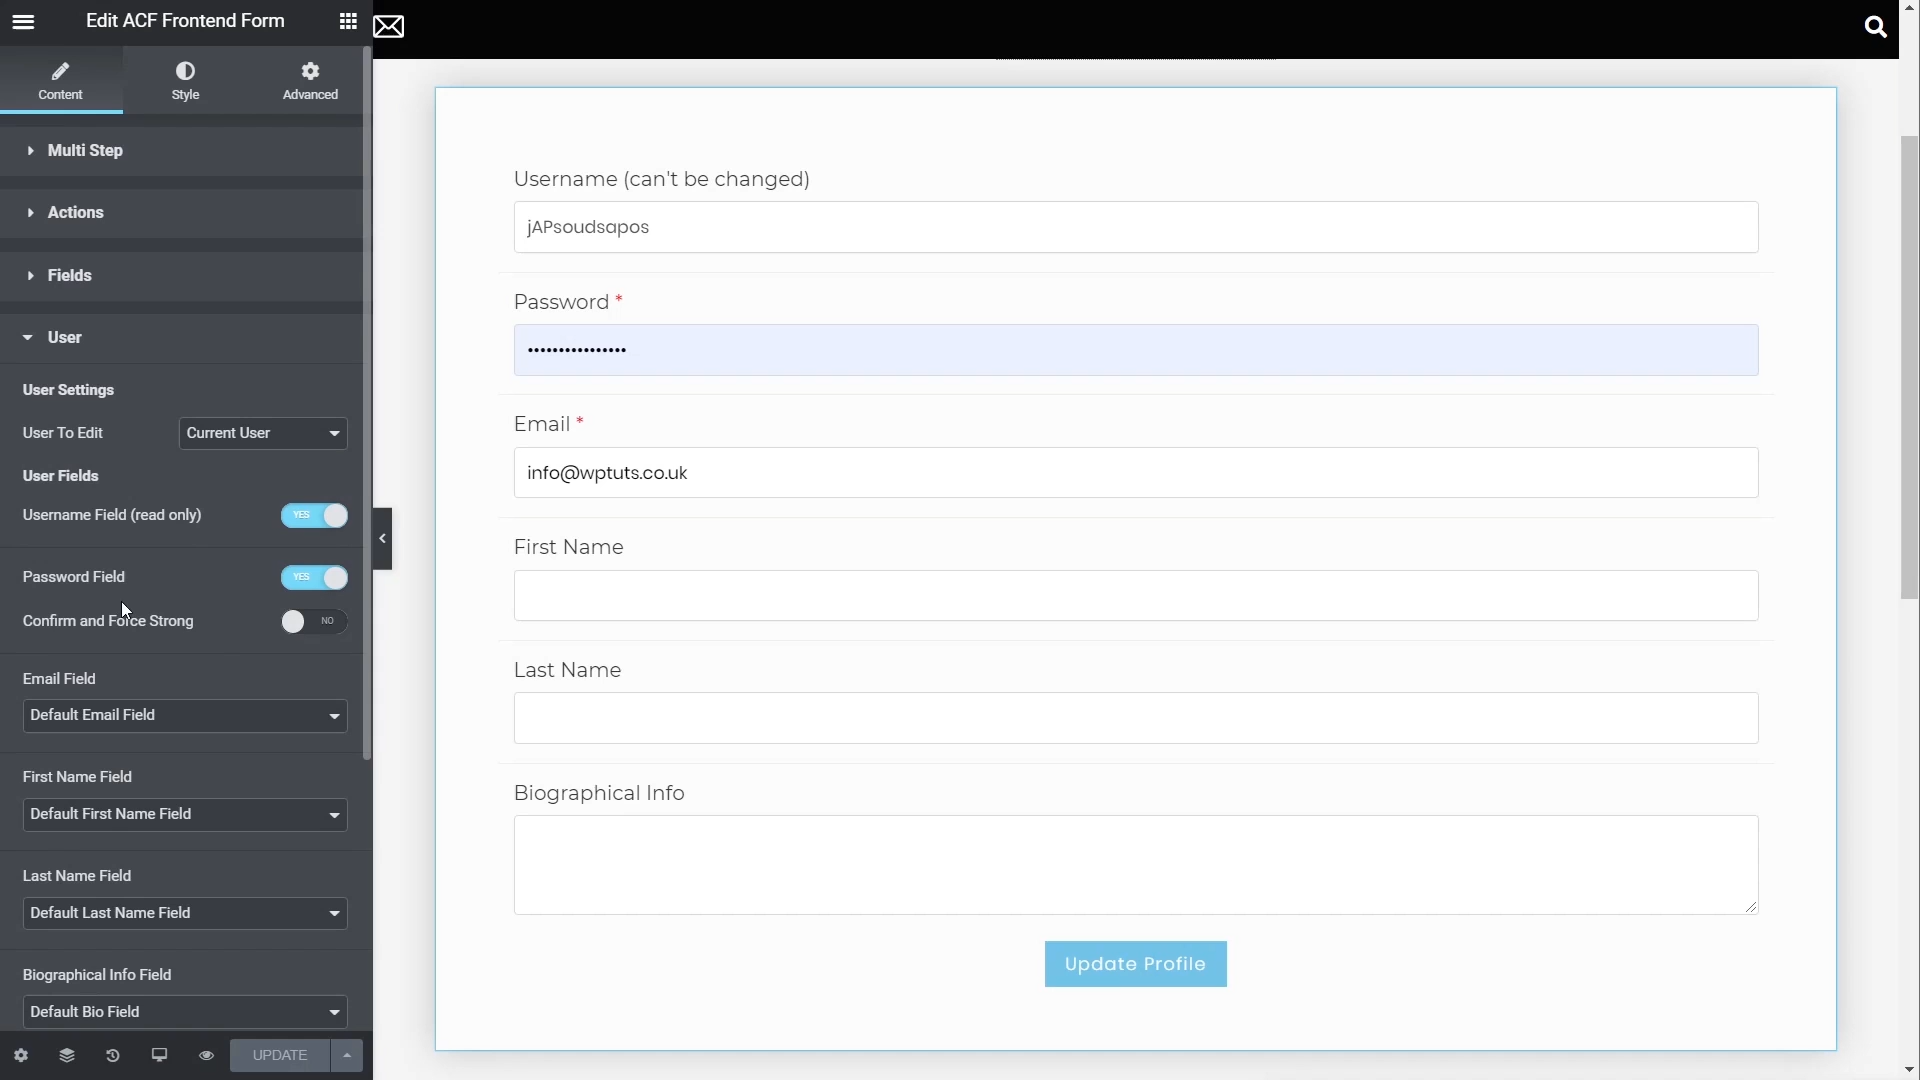 Edit ACF Frontend Form
Content
Style
Advanced
Multi Step
Actions
Fields
User
User Settings
User To Edit
Current User
User Fields
Username Field (read only)
YES
Password Field
YES
Confirm and Force Strong
NO
Email Field
Default Email Field
First Name Field
Default First Name Field
Last Name Field
Default Last Name Field
Biographical Info Field
Default Bio Field
UPDATE
Username (can't be changed)
jAPsoudsapos
Password *
••••••••••••••••
Email *
info@wptuts.co.uk
First Name
Last Name
Biographical Info
Update Profile